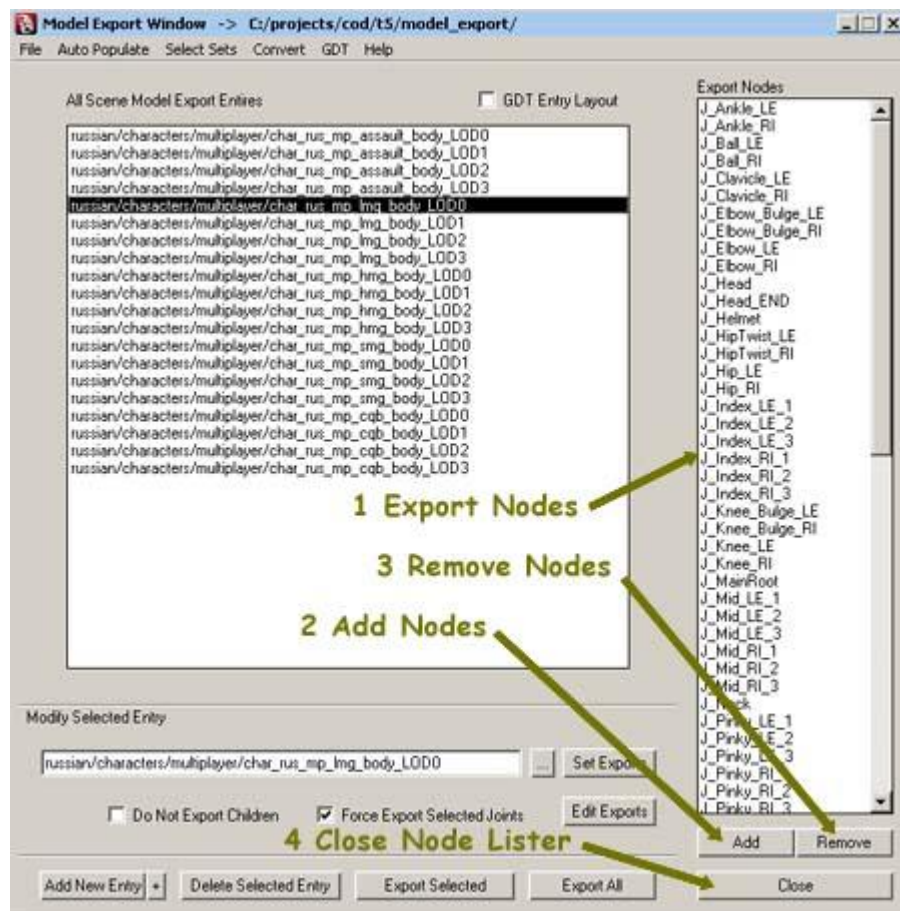 Model Export Window -> C:/projects/cod/t5/model_export/
File Auto Populate Select Sets Convert GDT Help
All Scene Model Export Entires
GDT Entry Layout
russian/characters/multiplayer/char_rus_mp_assault_body_LOD0
russian/characters/multiplayer/char_rus_mp_assault_body_LOD1
russian/characters/multiplayer/char_rus_mp_assault_body_LOD2
russian/characters/multiplayer/char_rus_mp_assault_body_LOD3
russian/characters/multiplayer/char_rus_mp_lmg_body_LOD0
russian/characters/multiplayer/char_rus_mp_lmg_body_LOD1
russian/characters/multiplayer/char_rus_mp_lmg_body_LOD2
russian/characters/multiplayer/char_rus_mp_lmg_body_LOD3
russian/characters/multiplayer/char_rus_mp_hmg_body_LOD0
russian/characters/multiplayer/char_rus_mp_hmg_body_LOD1
russian/characters/multiplayer/char_rus_mp_hmg_body_LOD2
russian/characters/multiplayer/char_rus_mp_hmg_body_LOD3
russian/characters/multiplayer/char_rus_mp_smg_body_LOD0
russian/characters/multiplayer/char_rus_mp_smg_body_LOD1
russian/characters/multiplayer/char_rus_mp_smg_body_LOD2
russian/characters/multiplayer/char_rus_mp_smg_body_LOD3
russian/characters/multiplayer/char_rus_mp_cqb_body_LOD0
russian/characters/multiplayer/char_rus_mp_cqb_body_LOD1
russian/characters/multiplayer/char_rus_mp_cqb_body_LOD2
russian/characters/multiplayer/char_rus_mp_cqb_body_LOD3
1 Export Nodes
3 Remove Nodes
2 Add Nodes
Export Nodes
J_Ankle_LE
J_Ankle_RI
J_Ball_LE
J_Ball_RI
J_Clavicle_LE
J_Clavicle_RI
J_Elbow_Bulge_LE
J_Elbow_Bulge_RI
J_Elbow_LE
J_Elbow_RI
J_Head
J_Head_END
J_Helmet
J_HipTwist_LE
J_HipTwist_RI
J_Hip_LE
J_Hip_RI
J_Index_LE_1
J_Index_LE_2
J_Index_LE_3
J_Index_RI_1
J_Index_RI_2
J_Index_RI_3
J_Knee_Bulge_LE
J_Knee_Bulge_RI
J_Knee_LE
J_Knee_RI
J_MainRoot
J_Mid_LE_1
J_Mid_LE_2
J_Mid_LE_3
J_Mid_RI_1
J_Mid_RI_2
J_Mid_RI_3
J_Neck
J_Pinky_LE_1
J_Pinky_LE_2
J_Pinky_LE_3
J_Pinky_RI_1
J_Pinky_RI_2
J_Pinky_RI_3
Add Remove
Close
Modify Selected Entry
russian/characters/multiplayer/char_rus_mp_lmg_body_LOD0
... Set Exports
Do Not Export Children
Force Export Selected Joints
Edit Exports
4 Close Node Lister
Add New Entry + Delete Selected Entry Export Selected Export All